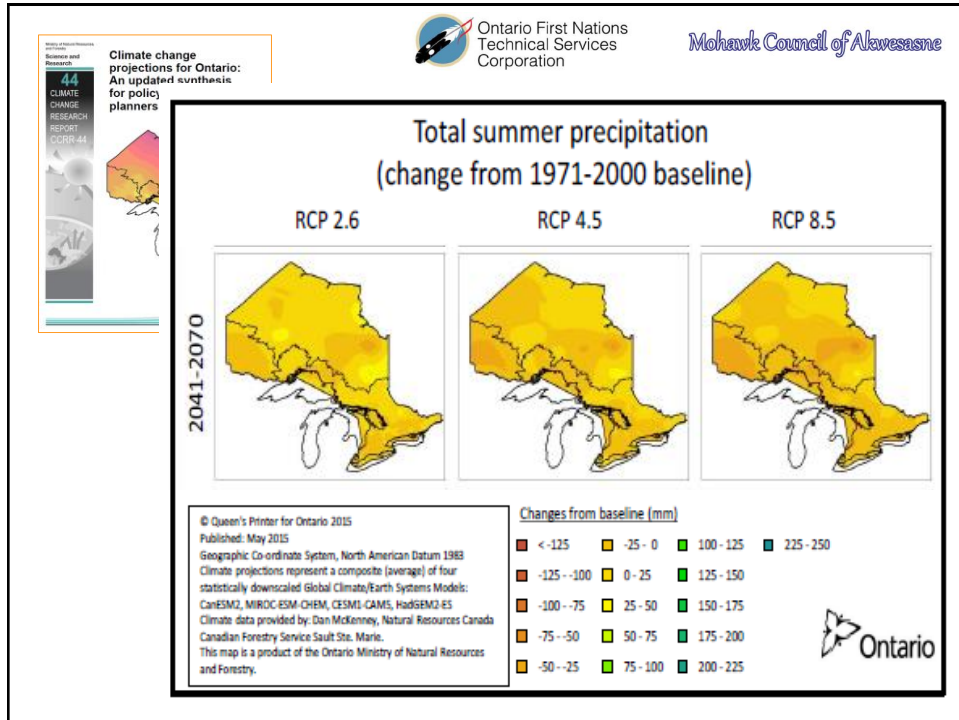 Ontario First Nations
Technical Services
Corporation
Mohawk Council of Akwesasne
Ministry of Natural Resources
and Forestry
Science and
Research
44
CLIMATE
CHANGE
RESEARCH
REPORT
CCRR-44
Climate change
projections for Ontario:
An updated synthesis
for policy
planners
Total summer precipitation
(change from 1971-2000 baseline)
RCP 2.6
RCP 4.5
RCP 8.5
2041-2070
© Queen's Printer for Ontario 2015
Published: May 2015
Geographic Co-ordinate System, North American Datum 1983
Climate projections represent a composite (average) of four
statistically downscaled Global Climate/Earth Systems Models:
CanESM2, MIROC-ESM-CHEM, CESM1-CAM5, HadGEM2-ES
Climate data provided by: Dan McKenney, Natural Resources Canada
Canadian Forestry Service Sault Ste. Marie.
This map is a product of the Ontario Ministry of Natural Resources
and Forestry.
Changes from baseline (mm)
< -125
-125 - -100
-100 - -75
-75 - -50
-50 - -25
-25 - 0
0 - 25
25 - 50
50 - 75
75 - 100
100 - 125
125 - 150
150 - 175
175 - 200
200 - 225
225 - 250
Ontario